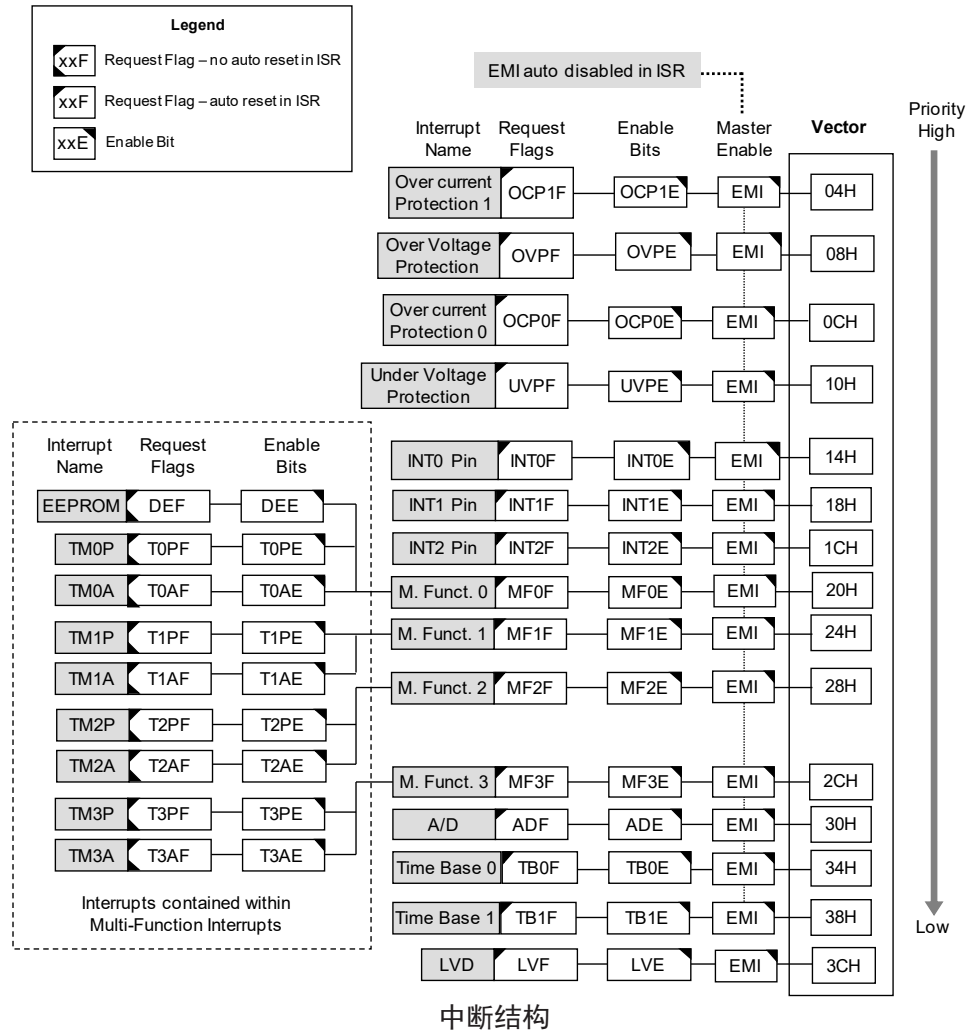 Legend
xxF Request Flag – no auto reset in ISR
xxF Request Flag – auto reset in ISR
xxE Enable Bit
EMI auto disabled in ISR
Priority
High
Interrupt Name
Request Flags
Enable Bits
Master Enable
Vector
Over current Protection 1 OCP1F OCP1E EMI 04H
Over Voltage Protection OVPF OVPE EMI 08H
Over current Protection 0 OCP0F OCP0E EMI 0CH
Under Voltage Protection UVPF UVPE EMI 10H
INT0 Pin INT0F INT0E EMI 14H
INT1 Pin INT1F INT1E EMI 18H
INT2 Pin INT2F INT2E EMI 1CH
M. Funct. 0 MF0F MF0E EMI 20H
M. Funct. 1 MF1F MF1E EMI 24H
M. Funct. 2 MF2F MF2E EMI 28H
M. Funct. 3 MF3F MF3E EMI 2CH
A/D ADF ADE EMI 30H
Time Base 0 TB0F TB0E EMI 34H
Time Base 1 TB1F TB1E EMI 38H
LVD LVF LVE EMI 3CH
Low
Interrupt Name
Request Flags
Enable Bits
EEPROM DEF DEE
TM0P T0PF T0PE
TM0A T0AF T0AE
TM1P T1PF T1PE
TM1A T1AF T1AE
TM2P T2PF T2PE
TM2A T2AF T2AE
TM3P T3PF T3PE
TM3A T3AF T3AE
Interrupts contained within
Multi-Function Interrupts
中断结构